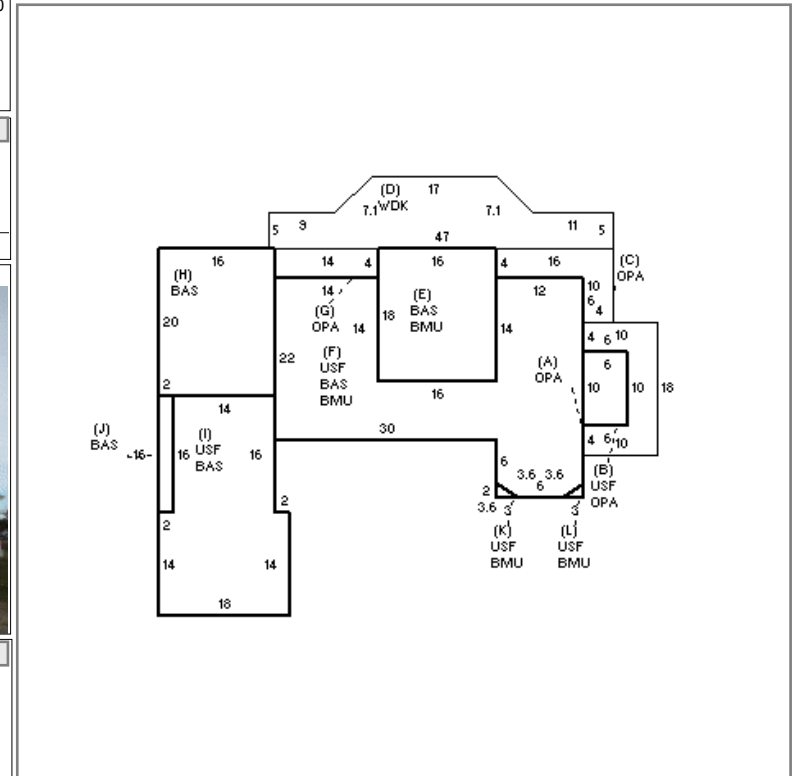 (D) 17
WDK
7.1 7.1
5 9 11 5
47
16 14 4 16 4 16
(C)
OPA
(H)
BAS
14 12 10
6
4
(G)
OPA
(E)
BAS
BMU
20 18 14 14
4 6 10
(F)
USF
BAS
BMU
22
(A)
OPA
6
10 10 18
2 16
14
30
(J)
BAS
-16-
16
(I)
USF
BAS
16
4 6 10
6
3.6 3.6
6
(B)
USF
OPA
2 2 2
3.6 3 3
(K)
USF
BMU
(L)
USF
BMU
14 14
18